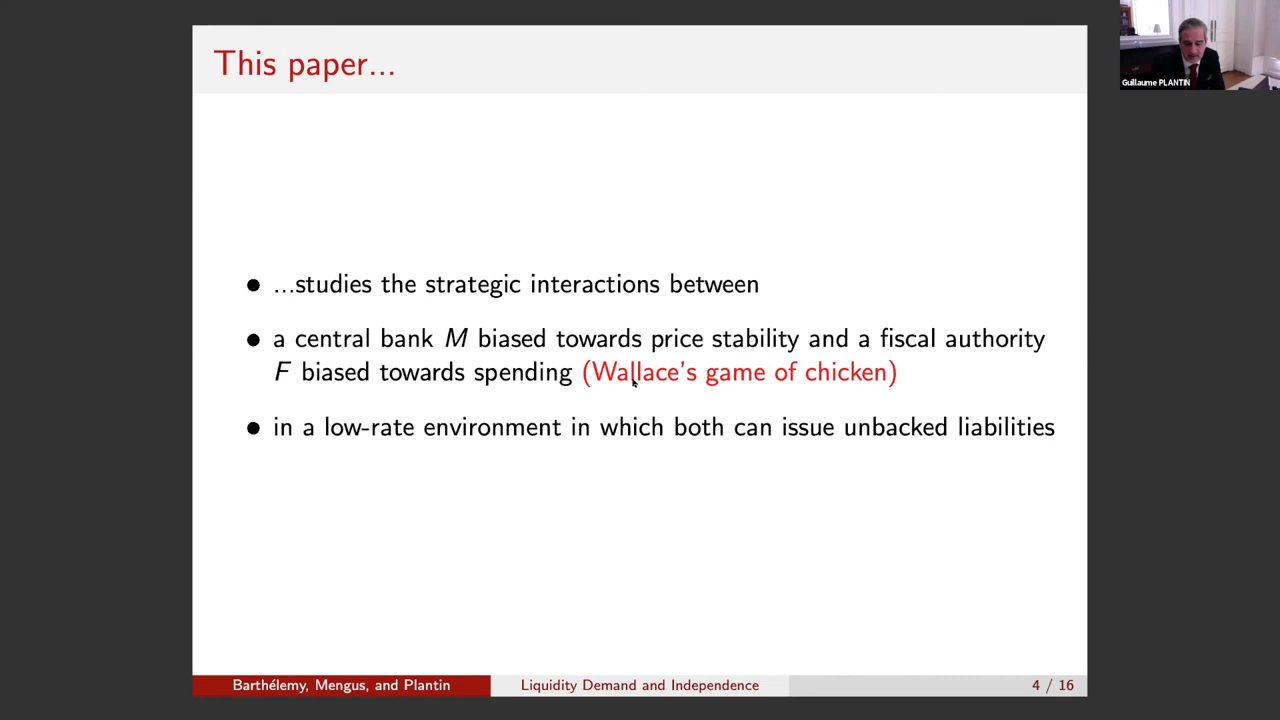 This paper...
Guillaume PLANTIN
● ...studies the strategic interactions between
● a central bank M biased towards price stability and a fiscal authority
F biased towards spending (Wallace's game of chicken)
● in a low-rate environment in which both can issue unbacked liabilities
Barthélemy, Mengus, and Plantin
Liquidity Demand and Independence
4 / 16